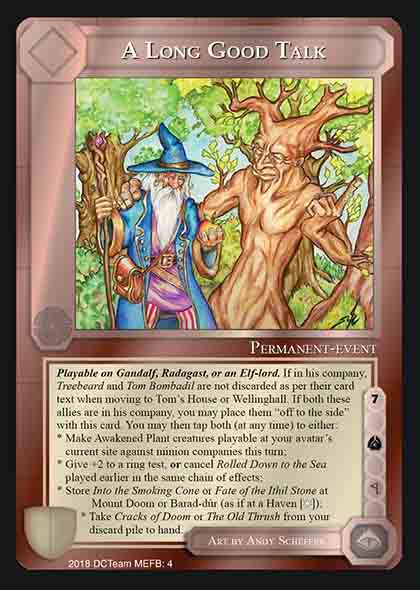 A Long Good Talk
Permanent-event
Playable on Gandalf, Radagast, or an Elf-lord. If in his company,
Treebeard and Tom Bombadil are not discarded as per their card
text when moving to Tom's House or Wellinghall. If both these
allies are in his company, you may place them "off to the side"
with this card. You may then tap both (at any time) to either:
* Make Awakened Plant creatures playable at your avatar's
current site against minion companies this turn;
* Give +2 to a ring test, or cancel Rolled Down to the Sea
played earlier in the same chain of effects;
* Store Into the Smoking Cone or Fate of the Ithil Stone at
Mount Doom or Barad-dûr (as if at a Haven [ ]);
* Take Cracks of Doom or The Old Thrush from your
discard pile to hand.
7
Art by Andy Schefers
2018 DCTeam MEFB: 4